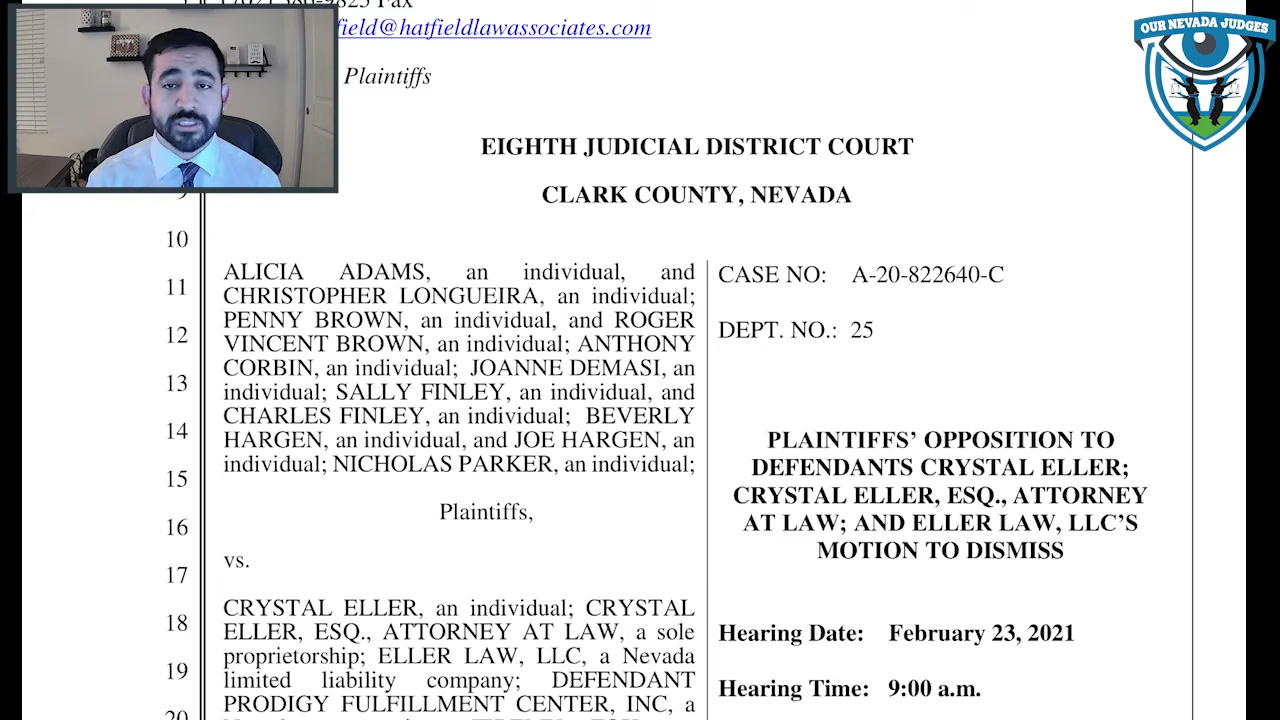 field@hatfieldlawassociates.com
Plaintiffs
OUR NEVADA JUDGES
EIGHTH JUDICIAL DISTRICT COURT
CLARK COUNTY, NEVADA
10
11
12
13
14
15
16
17
18
19
ALICIA ADAMS, an individual, and
CHRISTOPHER LONGUEIRA, an individual;
PENNY BROWN, an individual, and ROGER
VINCENT BROWN, an individual; ANTHONY
CORBIN, an individual; JOANNE DEMASI, an
individual; SALLY FINLEY, an individual, and
CHARLES FINLEY, an individual; BEVERLY
HARGEN, an individual, and JOE HARGEN, an
individual; NICHOLAS PARKER, an individual;
Plaintiffs,
vs.
CRYSTAL ELLER, an individual; CRYSTAL
ELLER, ESQ., ATTORNEY AT LAW, a sole
proprietorship; ELLER LAW, LLC, a Nevada
limited liability company; DEFENDANT
PRODIGY FULFILLMENT CENTER, INC, a
CASE NO: A-20-822640-C
DEPT. NO.: 25
PLAINTIFFS' OPPOSITION TO
DEFENDANTS CRYSTAL ELLER;
CRYSTAL ELLER, ESQ., ATTORNEY
AT LAW; AND ELLER LAW, LLC'S
MOTION TO DISMISS
Hearing Date: February 23, 2021
Hearing Time: 9:00 a.m.